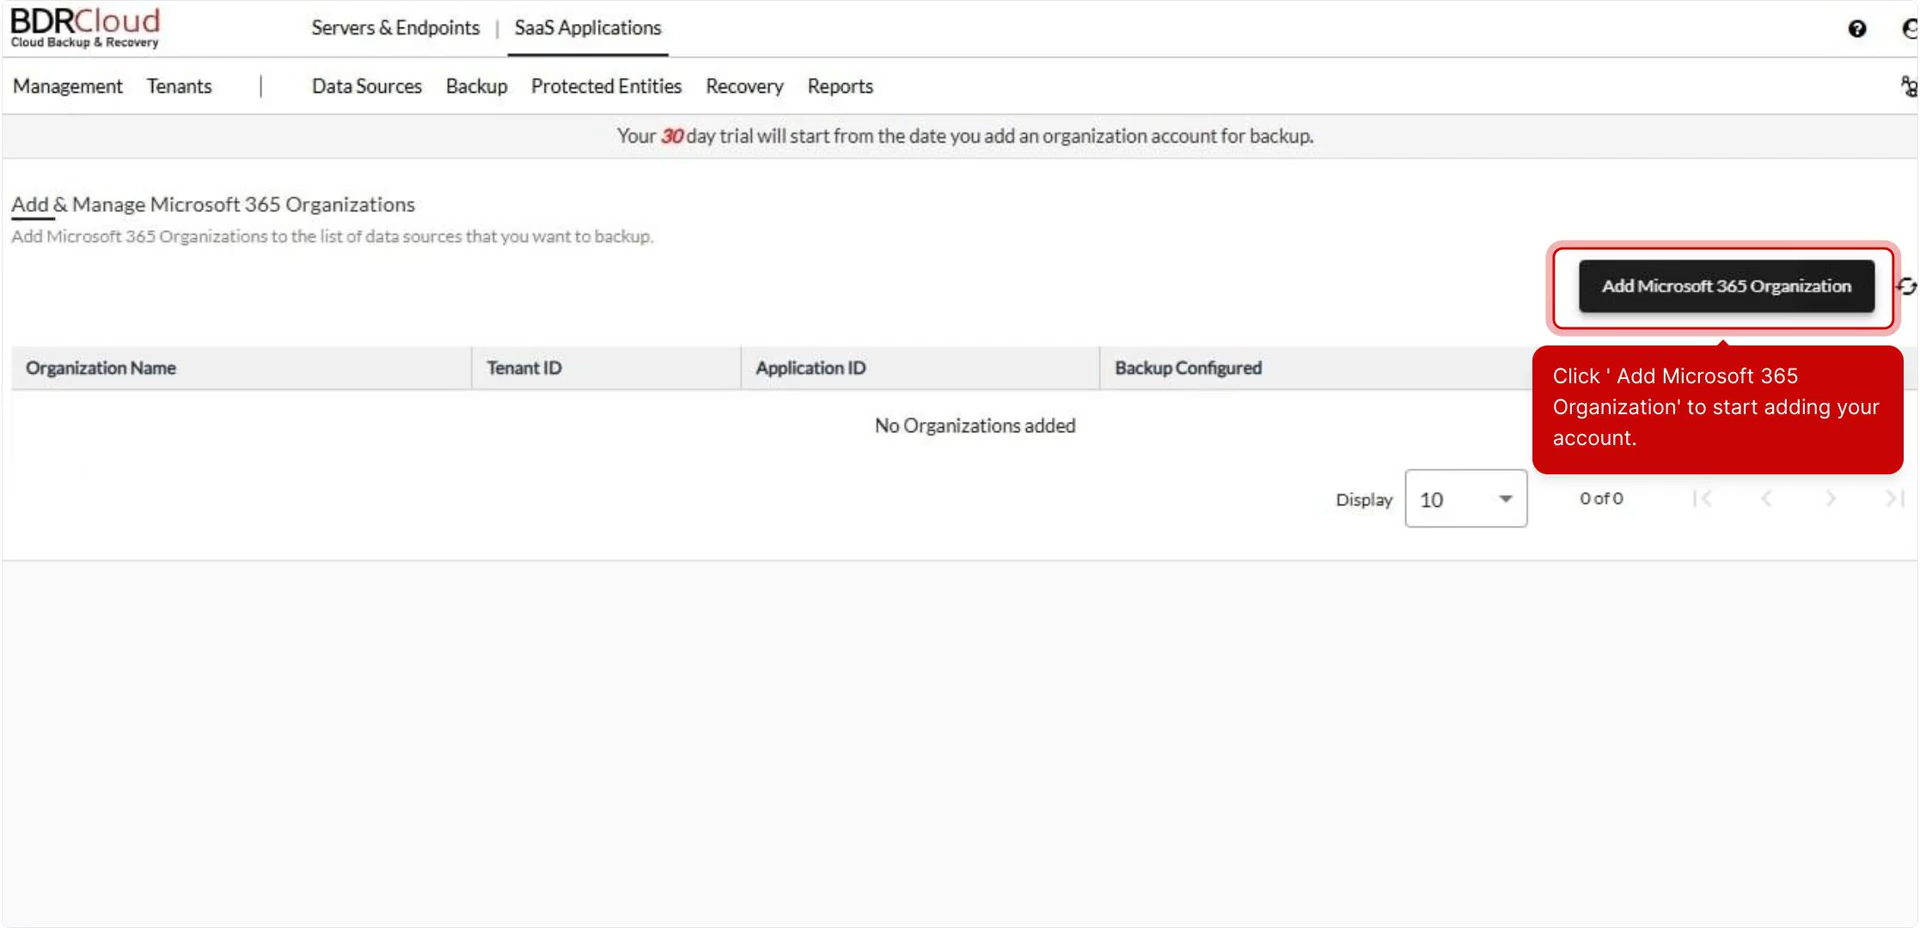 BDRCloud
Cloud Backup & Recovery
Servers & Endpoints | SaaS Applications
Management Tenants | Data Sources Backup Protected Entities Recovery Reports
Your 30 day trial will start from the date you add an organization account for backup.
Add & Manage Microsoft 365 Organizations
Add Microsoft 365 Organizations to the list of data sources that you want to backup.
Add Microsoft 365 Organization
Organization Name Tenant ID Application ID Backup Configured
No Organizations added
Click ' Add Microsoft 365
Organization' to start adding your
account.
Display 10 0 of 0